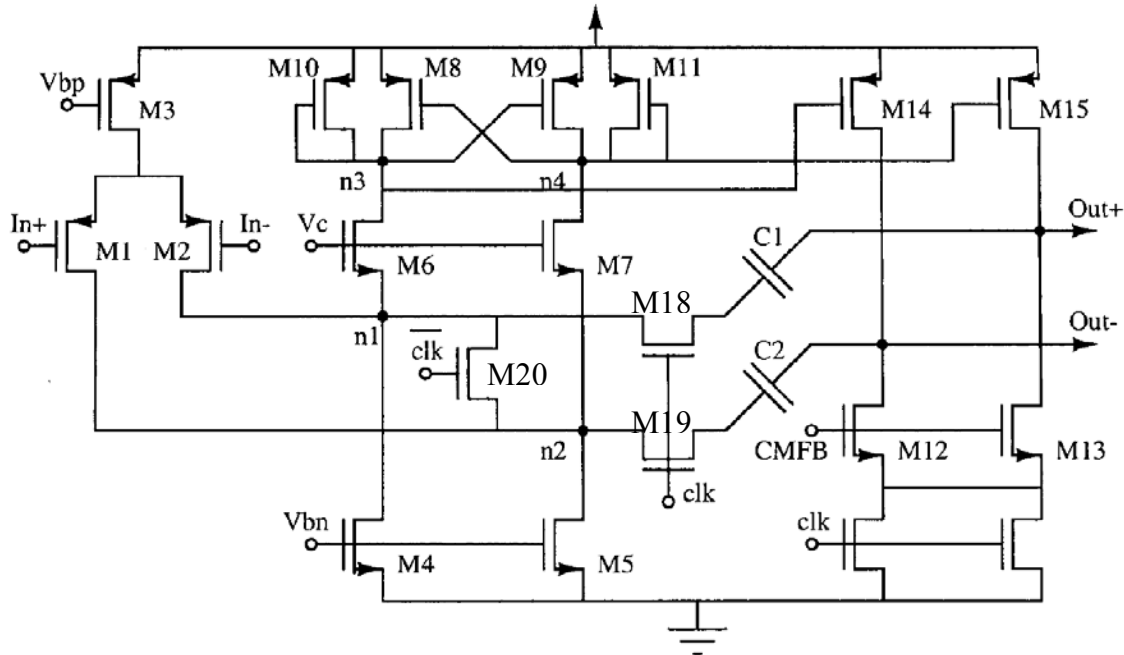 M10 M8 M9 M11
Vbp M3 M14 M15
n3 n4
In+ In- Vc Out+
M1 M2 M6 M7 C1
M18
n1 clk C2 Out-
M20
M19
n2 CMFB M12 M13
clk
Vbn clk
M4 M5